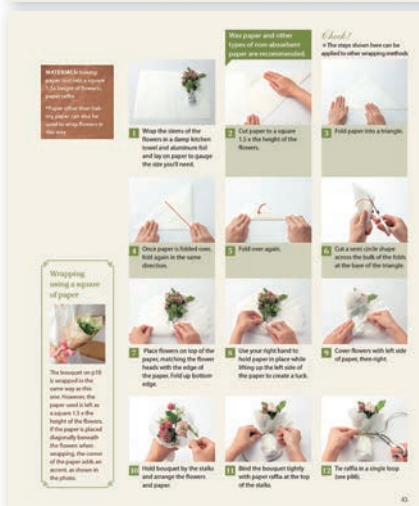 MATERIALS: baking
paper (cut into a square
1.5x height of flowers),
paper raffia
*Paper other than bak-
ing paper can also be
used to wrap flowers in
this way.
Wax paper and other
types of non-absorbent
paper are recommended.
Check!
*The steps shown here can be
applied to other wrapping methods
1 Wrap the stems of the
flowers in a damp kitchen
towel and aluminum foil
and lay on paper to gauge
the size you'll need.
2 Cut paper to a square
1.5 x the height of the
flowers.
3 Fold paper into a triangle.
4 Once paper is folded over,
fold again in the same
direction.
5 Fold over again.
6 Cut a semi circle shape
across the bulk of the folds
at the base of the triangle.
Wrapping
using a square
of paper
The bouquet on p18
is wrapped in the
same way as this
one. However, the
paper used is left as
a square 1.5 x the
height of the flowers.
If the paper is placed
diagonally beneath
the flowers when
wrapping, the corner
of the paper adds an
accent, as shown in
the photo.
7 Place flowers on top of the
paper, matching the flower
heads with the edge of
the paper. Fold up bottom
edge.
8 Use your right hand to
hold paper in place while
lifting up the left side of
the paper to create a tuck.
9 Cover flowers with left side
of paper, then right.
10 Hold bouquet by the stalks
and arrange the flowers
and paper.
11 Bind the bouquet tightly
with paper raffia at the top
of the stalks.
12 Tie raffia in a single loop